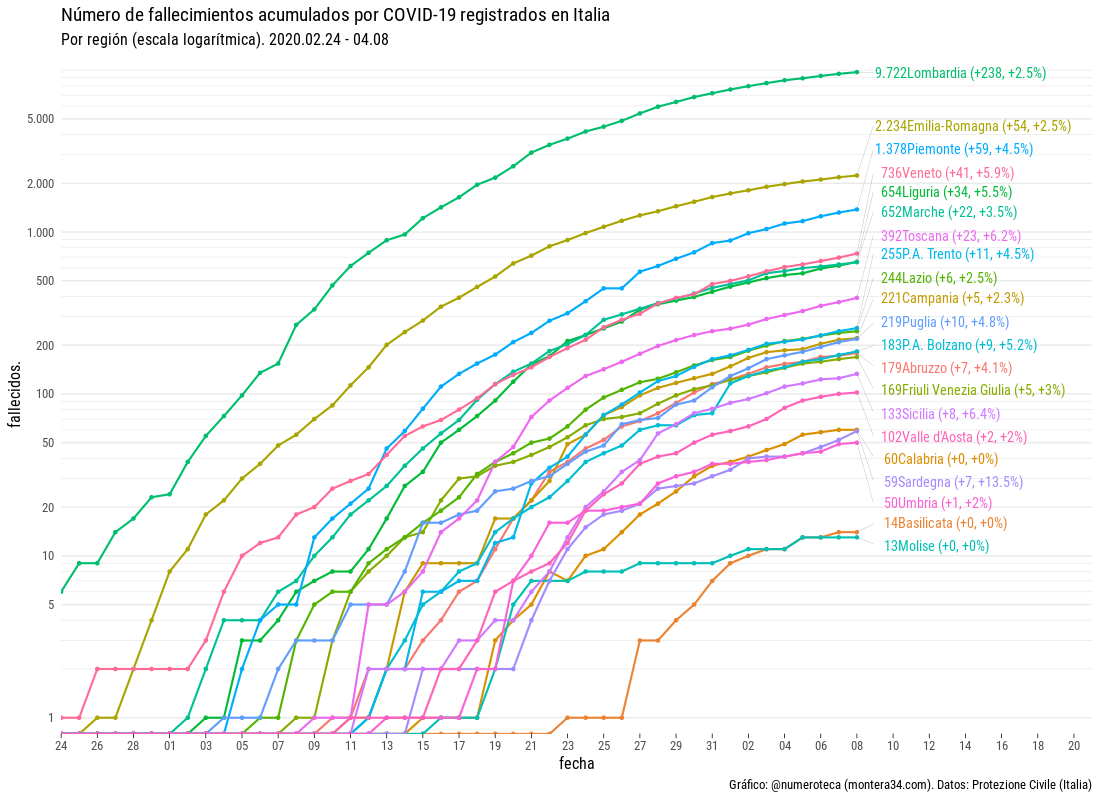 Número de fallecimientos acumulados por COVID-19 registrados en Italia
Por región (escala logarítmica). 2020.02.24 - 04.08
fallecidos.
5.000
2.000
1.000
500
200
100
50
20
10
5
1
9.722Lombardia (+238, +2.5%)
2.234Emilia-Romagna (+54, +2.5%)
1.378Piemonte (+59, +4.5%)
736Veneto (+41, +5.9%)
654Liguria (+34, +5.5%)
652Marche (+22, +3.5%)
392Toscana (+23, +6.2%)
255P.A. Trento (+11, +4.5%)
244Lazio (+6, +2.5%)
221Campania (+5, +2.3%)
219Puglia (+10, +4.8%)
183P.A. Bolzano (+9, +5.2%)
179Abruzzo (+7, +4.1%)
169Friuli Venezia Giulia (+5, +3%)
133Sicilia (+8, +6.4%)
102Valle d'Aosta (+2, +2%)
60Calabria (+0, +0%)
59Sardegna (+7, +13.5%)
50Umbria (+1, +2%)
14Basilicata (+0, +0%)
13Molise (+0, +0%)
24 26 28 01 03 05 07 09 11 13 15 17 19 21 23 25 27 29 31 02 04 06 08 10 12 14 16 18 20
fecha
Gráfico: @numeroteca (montera34.com). Datos: Protezione Civile (Italia)